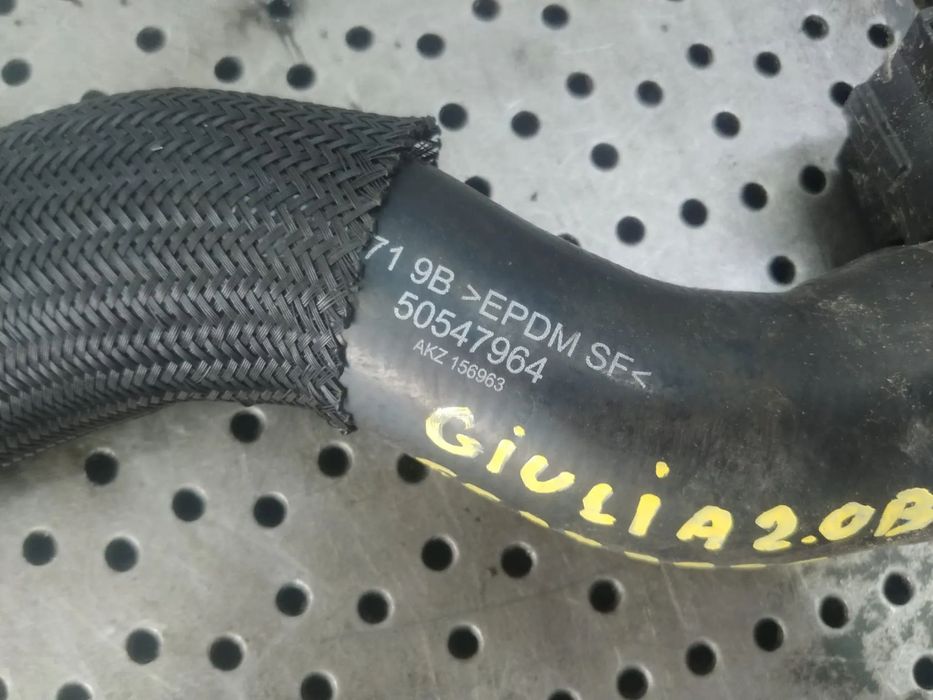 71 9B >EPDM SF<
50547964
AKZ 156963
GiULiA 2.0B